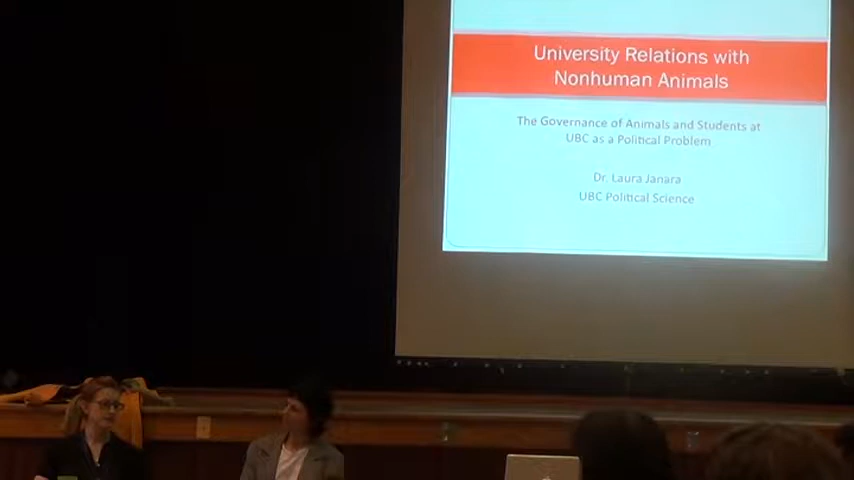 University Relations with
Nonhuman Animals
The Governance of Animals and Students at
UBC as a Political Problem
Dr. Laura Janara
UBC Political Science